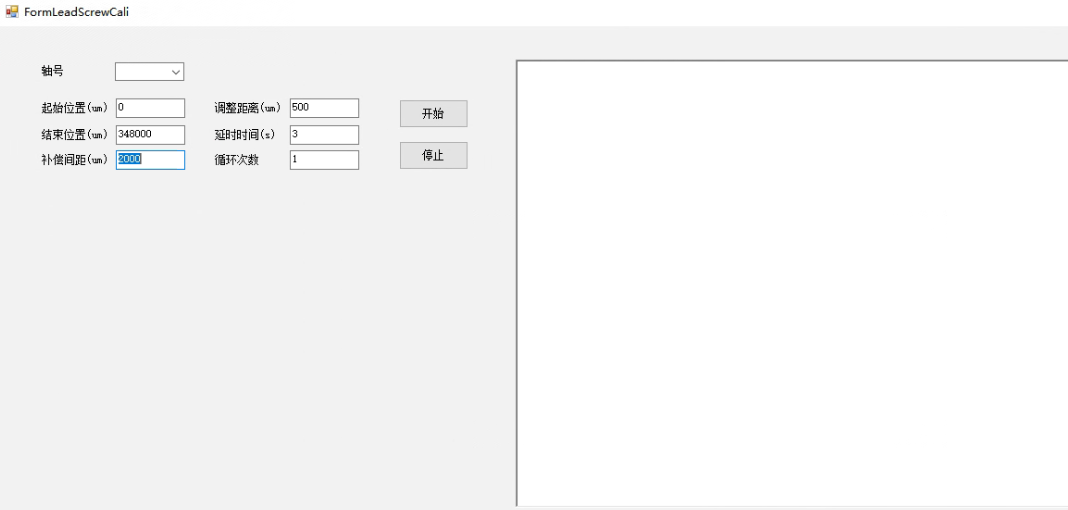 FormLeadScrewCali
轴号
起始位置(um) 0 调整距离(um) 500 开始
结束位置(um) 348000 延时时间(s) 3
补偿间距(um) 2000 循环次数 1 停止